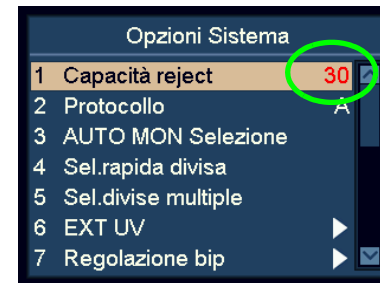 Opzioni Sistema
1 Capacità reject 30
2 Protocollo A
3 AUTO MON Selezione
4 Sel.rapida divisa
5 Sel.divise multiple
6 EXT UV
7 Regolazione bip